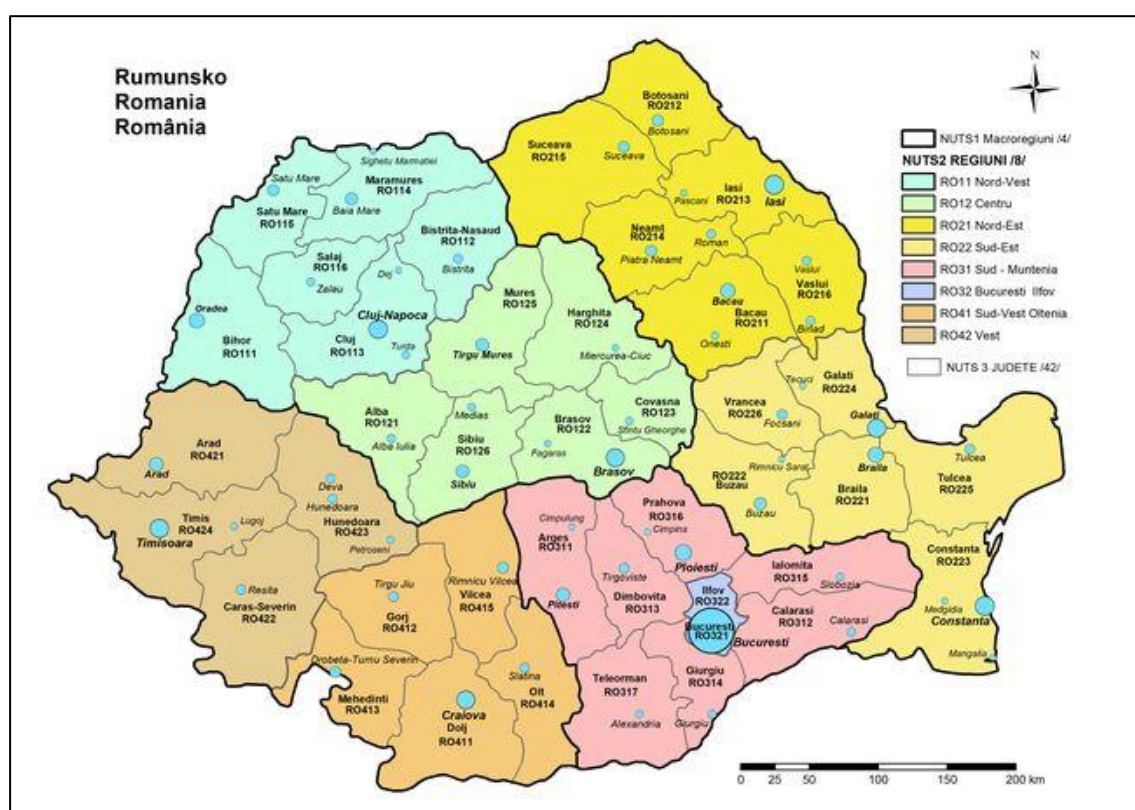 Rumunsko
Romania
România
N
NUTS1 Macroregiuni /4/
NUTS2 REGIUNI /8/
RO11 Nord-Vest
RO12 Centru
RO21 Nord-Est
RO22 Sud-Est
RO31 Sud - Muntenia
RO32 Bucuresti Ilfov
RO41 Sud-Vest Oltenia
RO42 Vest
NUTS 3 JUDETE /42/
Botosani
RO212
Botosani
Suceava
RO215
Suceava
Sighetu Marmatiei
Maramures
RO114
Baia Mare
Satu Mare
Satu Mare
RO115
Iasi
RO213
Iasi
Pascani
Bistrita-Nasaud
RO112
Bistrita
Neamt
RO214
Roman
Piatra Neamt
Salaj
RO116
Zalau
Dej
Vaslui
Vaslui
RO216
Birlad
Mures
RO125
Tirgu Mures
Harghita
RO124
Miercurea-Ciuc
Bacau
Bacau
RO211
Onesti
Oradea
Bihor
RO111
Cluj-Napoca
Cluj
RO113
Turda
Tecuci
Galati
RO224
Galati
Vrancea
RO226
Focsani
Alba
RO121
Alba Iulia
Medias
Sibiu
RO126
Sibiu
Brasov
RO122
Fagaras
Brasov
Covasna
RO123
Sfintu Gheorghe
Arad
RO421
Arad
Rimnicu Sarat
RO222
Buzau
Buzau
Braila
Braila
RO221
Tulcea
Tulcea
RO225
Deva
Hunedoara
Hunedoara
RO423
Petroseni
Timis
RO424
Timisoara
Lugoj
Prahova
RO316
Cimpina
Ploiesti
Cimpulung
Arges
RO311
Pitesti
Tirgoviste
Dimbovita
RO313
Constanta
RO223
Medgidia
Constanta
Mangalia
Ialomita
RO315
Slobozia
Ilfov
RO322
Calarasi
RO312
Calarasi
Bucuresti
RO321
Bucuresti
Resita
Caras-Severin
RO422
Tirgu Jiu
Gorj
RO412
Rimnicu Vilcea
Vilcea
RO415
Drobeta-Turnu Severin
Mehedinti
RO413
Slatina
Olt
RO414
Craiova
Dolj
RO411
Teleorman
RO317
Alexandria
Giurgiu
RO314
Giurgiu
0 25 50 100 150 200 km